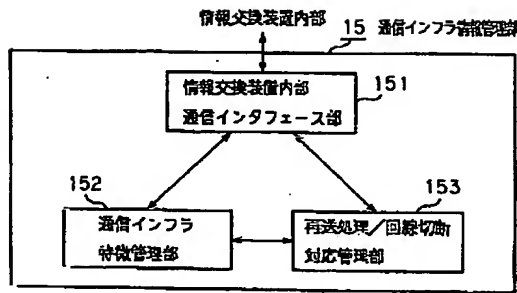 情報交換装置内部
15 通信インフラ情報管理部
情報交換装置内部
通信インタフェース部
151
152
153
通信インフラ
特徴管理部
再送処理/回線切断
対応管理部